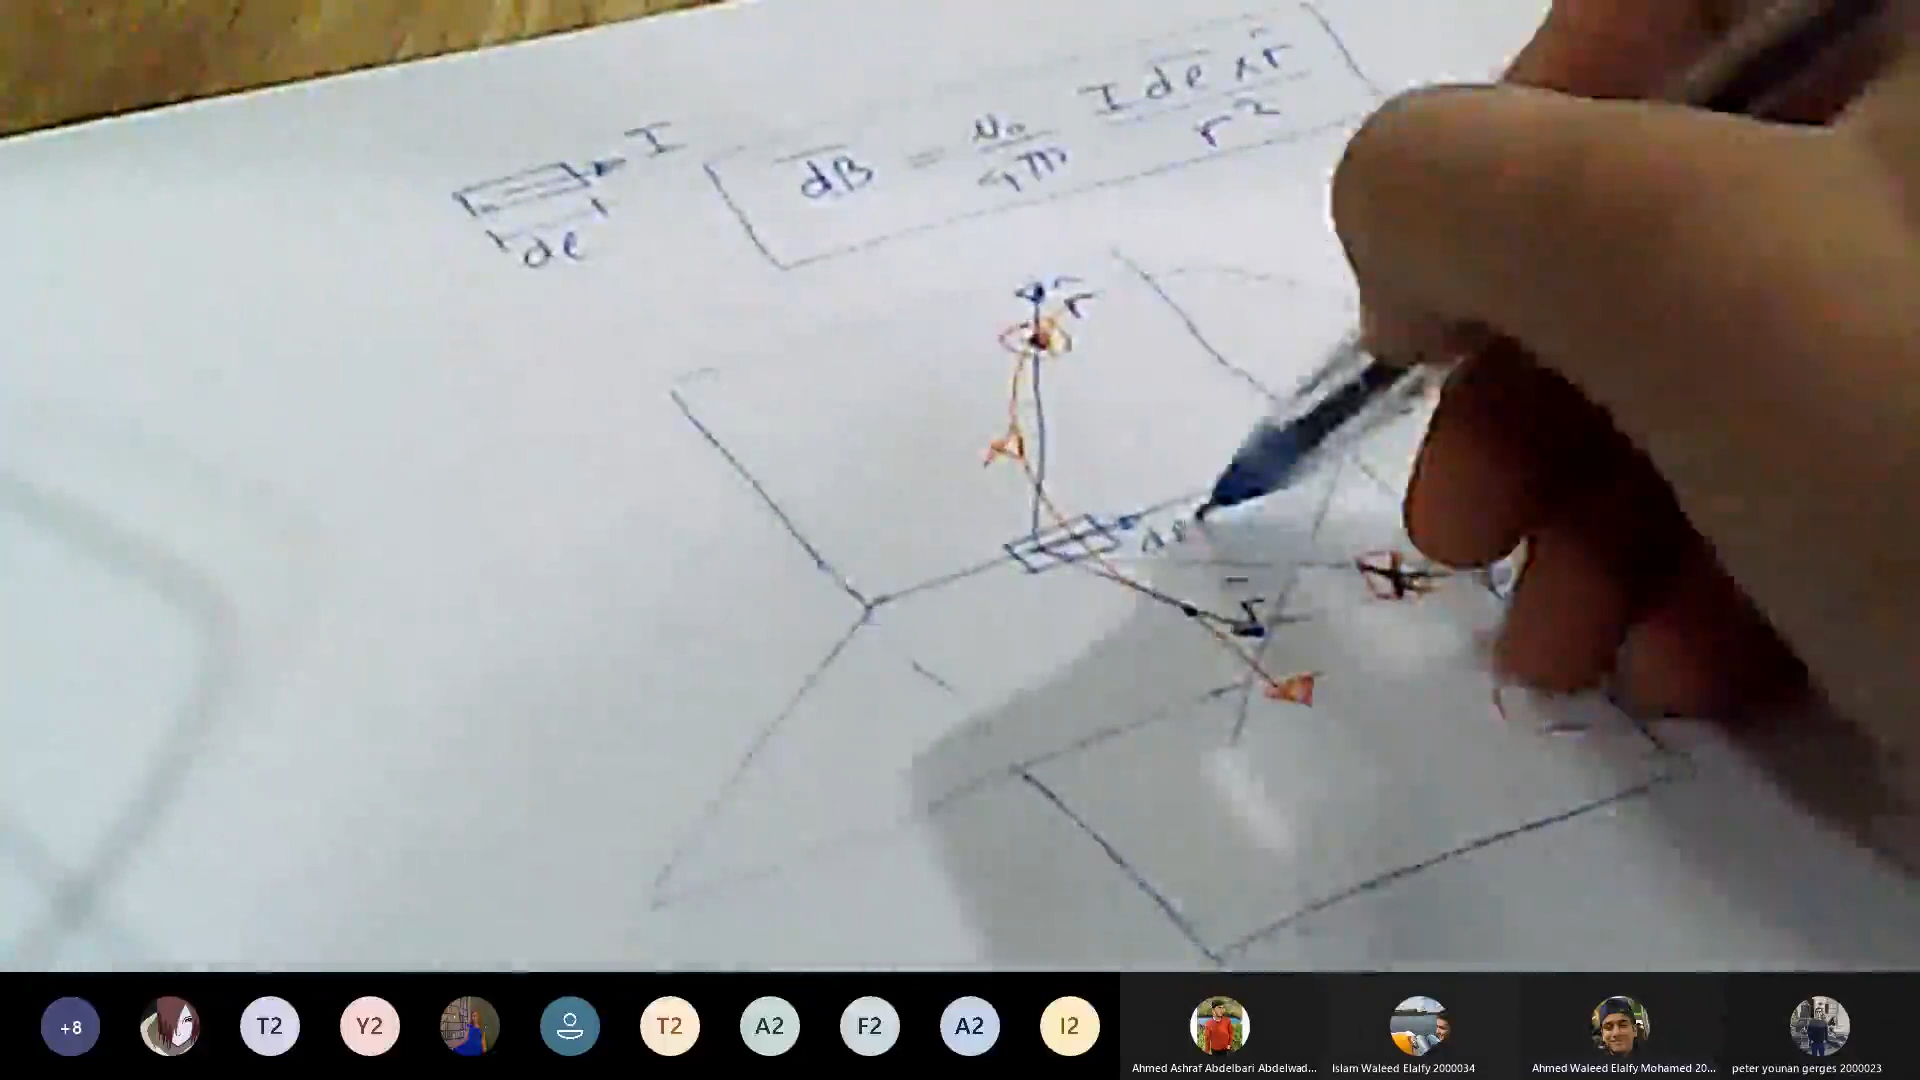 I
dℓ
dB = μ₀/4π I dℓ ∧ r̂ / r²
r̂
dℓ
+8
T2
Y2
T2
A2
F2
A2
I2
Ahmed Ashraf Abdelbari Abdelwad...
Islam Waleed Elalfy 2000034
Ahmed Waleed Elalfy Mohamed 20...
peter younan gerges 2000023